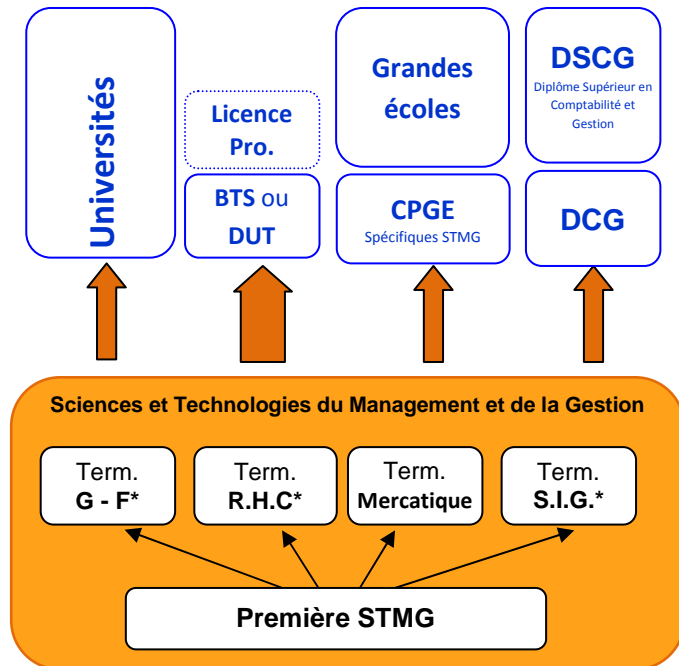 Universités
Licence
Pro.
BTS ou
DUT
Grandes
écoles
CPGE
Spécifiques STMG
DSCG
Diplôme Supérieur en
Comptabilité et
Gestion
DCG
Sciences et Technologies du Management et de la Gestion
Term.
G - F*
Term.
R.H.C*
Term.
Mercatique
Term.
S.I.G.*
Première STMG